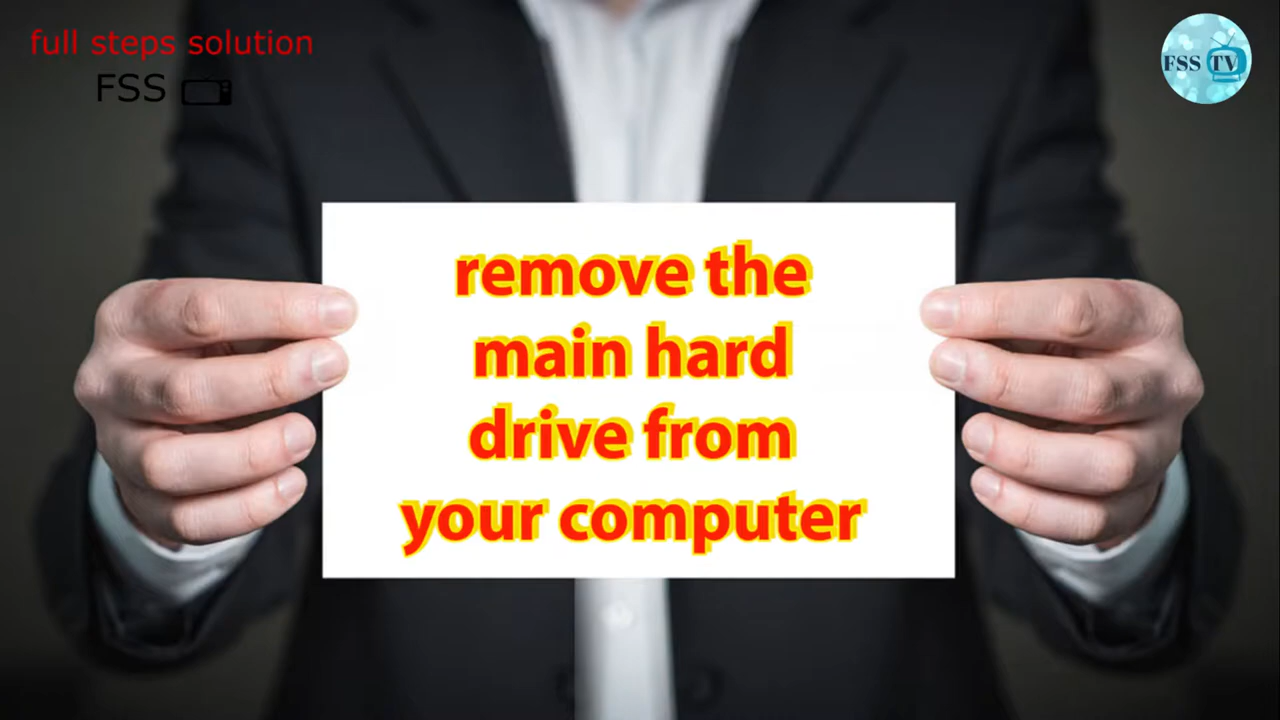 full steps solution
FSS
FSS TV
remove the
main hard
drive from
your computer